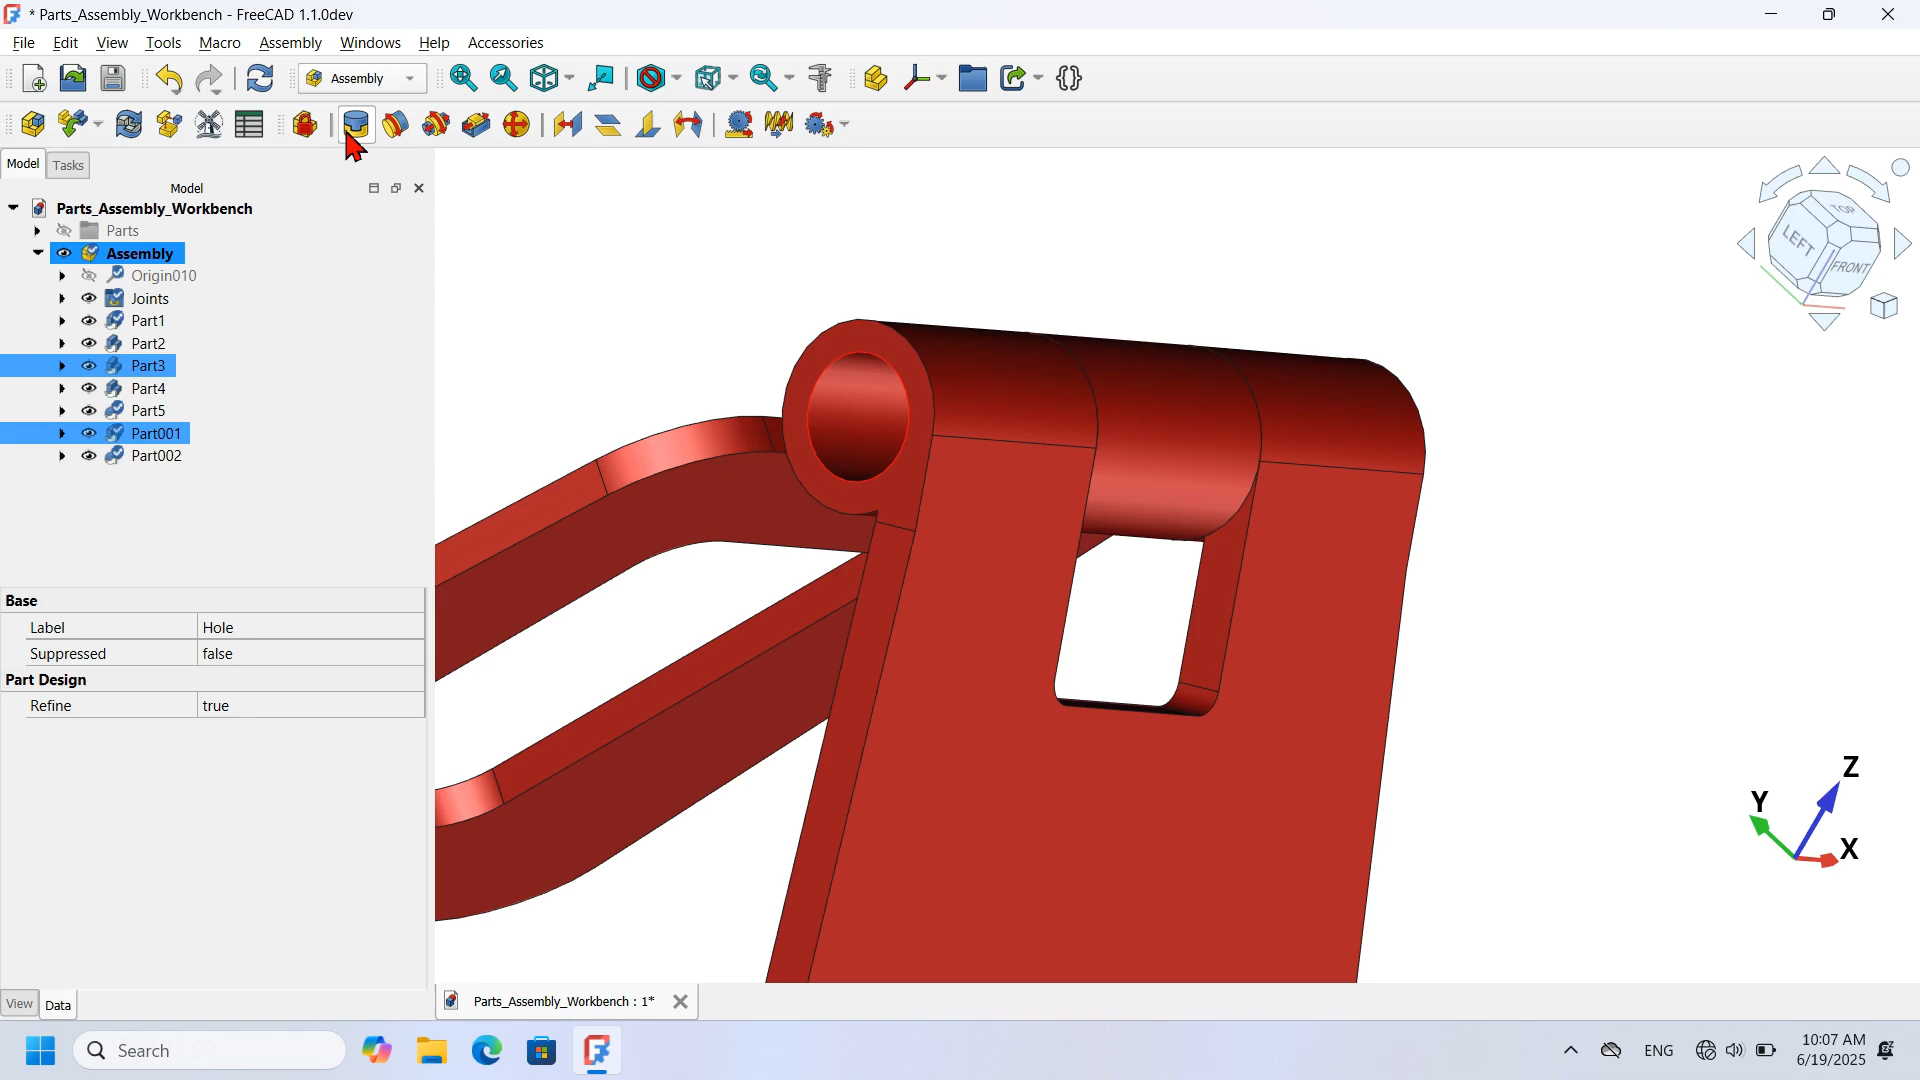 * Parts_Assembly_Workbench - FreeCAD 1.1.0dev
File Edit View Tools Macro Assembly Windows Help Accessories
Assembly
Model Tasks
Model
Parts_Assembly_Workbench
Parts
Assembly
Origin010
Joints
Part1
Part2
Part3
Part4
Part5
Part001
Part002
Base
Label Hole
Suppressed false
Part Design
Refine true
View Data
TOP
LEFT
FRONT
Z
Y
X
Parts_Assembly_Workbench : 1*
Search
ENG
10:07 AM
6/19/2025